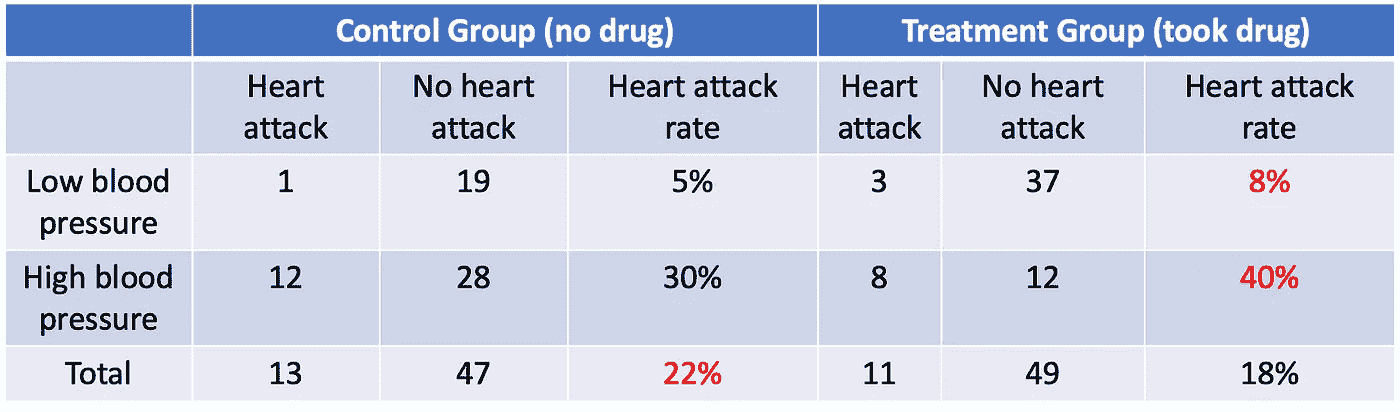 Control Group (no drug) Treatment Group (took drug)
Heart attack No heart attack Heart attack rate Heart attack No heart attack Heart attack rate
Low blood pressure 1 19 5% 3 37 8%
High blood pressure 12 28 30% 8 12 40%
Total 13 47 22% 11 49 18%